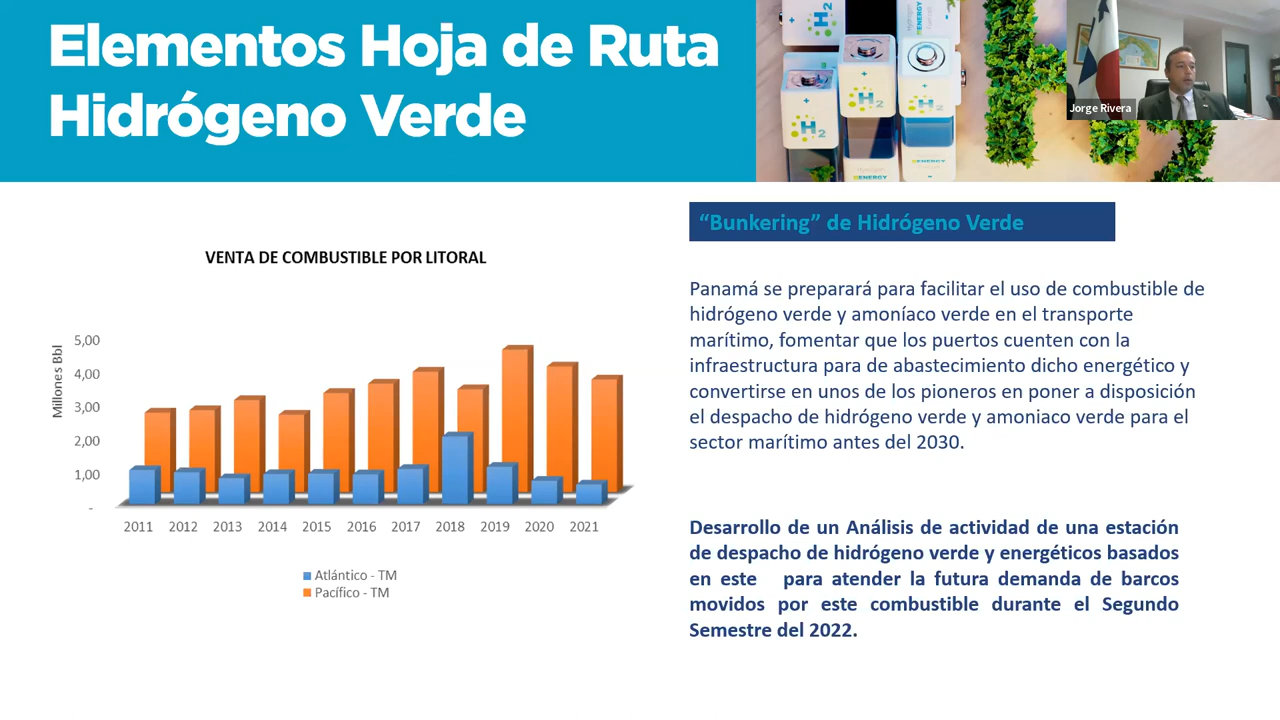 Elementos Hoja de Ruta
Hidrógeno Verde
H2
H2
H2
ENERGY
ENERGY
ENERGY
Jorge Rivera
VENTA DE COMBUSTIBLE POR LITORAL
Millones Bbl
5,00
4,00
3,00
2,00
1,00
-
2011 2012 2013 2014 2015 2016 2017 2018 2019 2020 2021
Atlántico - TM
Pacífico - TM
“Bunkering” de Hidrógeno Verde
Panamá se preparará para facilitar el uso de combustible de
hidrógeno verde y amoníaco verde en el transporte
marítimo, fomentar que los puertos cuenten con la
infraestructura para de abastecimiento dicho energético y
convertirse en unos de los pioneros en poner a disposición
el despacho de hidrógeno verde y amoniaco verde para el
sector marítimo antes del 2030.
Desarrollo de un Análisis de actividad de una estación
de despacho de hidrógeno verde y energéticos basados
en este para atender la futura demanda de barcos
movidos por este combustible durante el Segundo
Semestre del 2022.